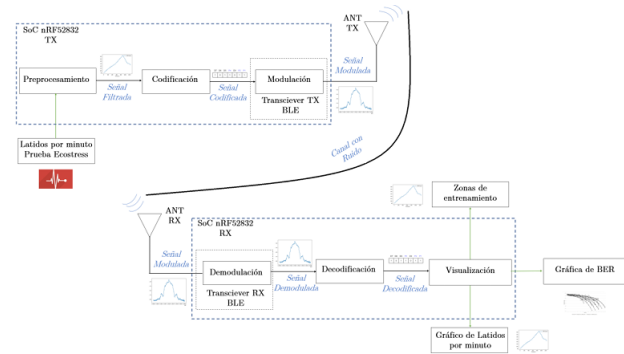 SoC nRF52832
TX
ANT
TX
Preprocesamiento
Señal
Filtrada
Codificación
Señal
Codificada
Modulación
Transciever TX
BLE
Señal
Modulada
Latidos por minuto
Prueba Ecostress
Canal con
Ruido
ANT
RX
Señal
Modulada
SoC nRF52832
RX
Demodulación
Transciever RX
BLE
Señal
Demodulada
Decodificación
Señal
Decodificada
Visualización
Zonas de
entrenamiento
Gráfica de BER
Gráfico de Latidos
por minuto